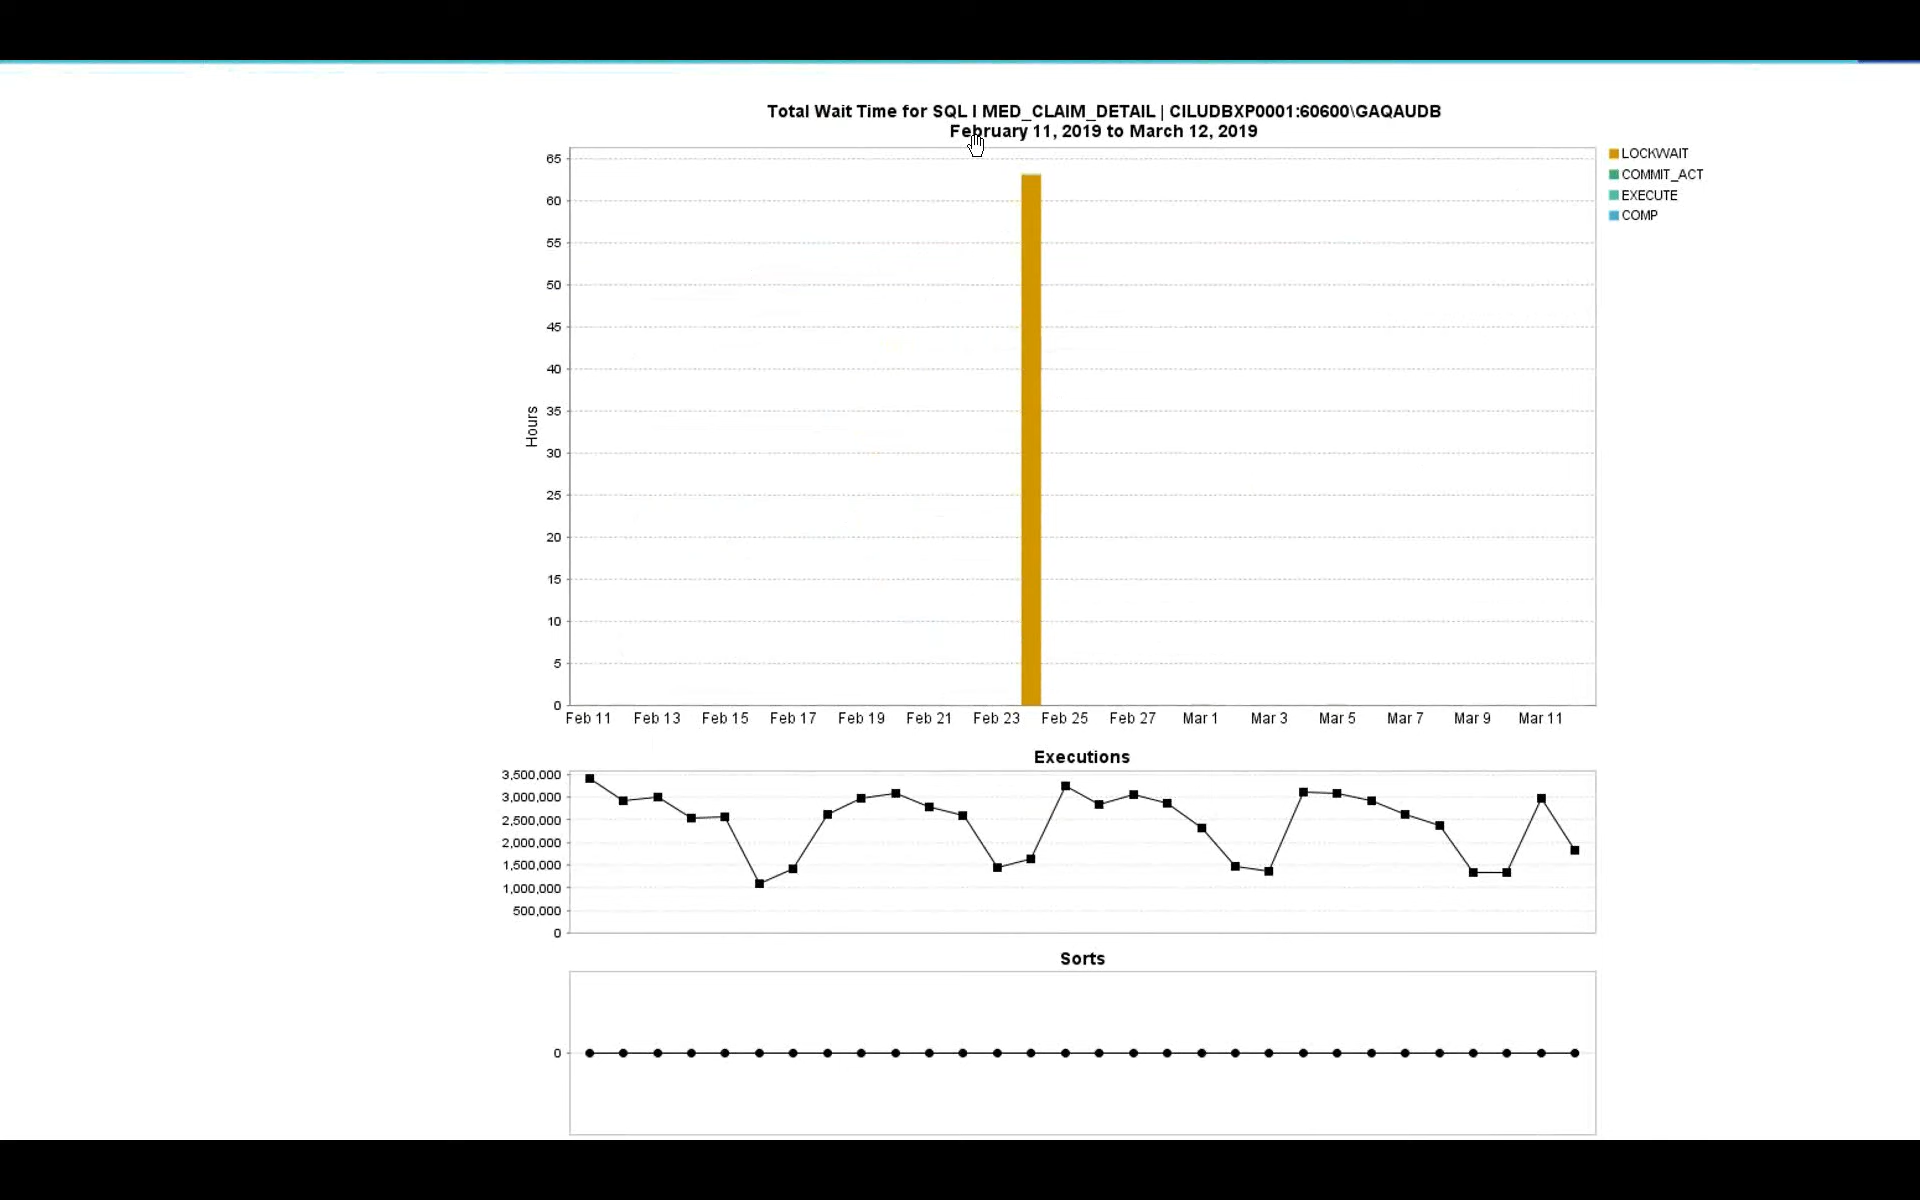 Total Wait Time for SQL I MED_CLAIM_DETAIL | CILUDBXP0001:60600\GAQAUDB
February 11, 2019 to March 12, 2019
LOCKWAIT
COMMIT_ACT
EXECUTE
COMP
65
60
55
50
45
40
35
30
25
20
15
10
5
0
Hours
Feb 11 Feb 13 Feb 15 Feb 17 Feb 19 Feb 21 Feb 23 Feb 25 Feb 27 Mar 1 Mar 3 Mar 5 Mar 7 Mar 9 Mar 11
Executions
3,500,000
3,000,000
2,500,000
2,000,000
1,500,000
1,000,000
500,000
0
Sorts
0